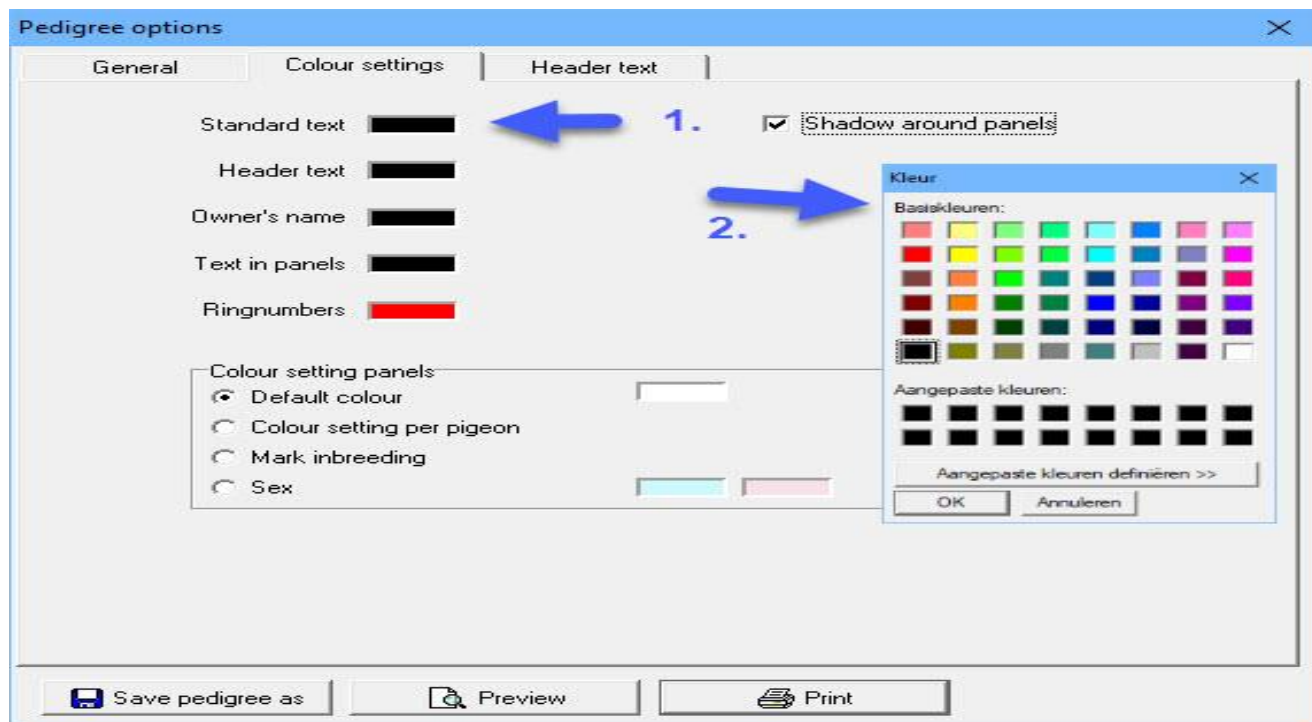 Pedigree options
General
Colour settings
Header text
Standard text
1.
Shadow around panels
Header text
Owner's name
2.
Text in panels
Ringnumbers
Kleur
Basiskleuren:
Aangepaste kleuren:
Aangepaste kleuren definiëren >>
OK
Annuleren
Colour setting panels
Default colour
Colour setting per pigeon
Mark inbreeding
Sex
Save pedigree as
Preview
Print